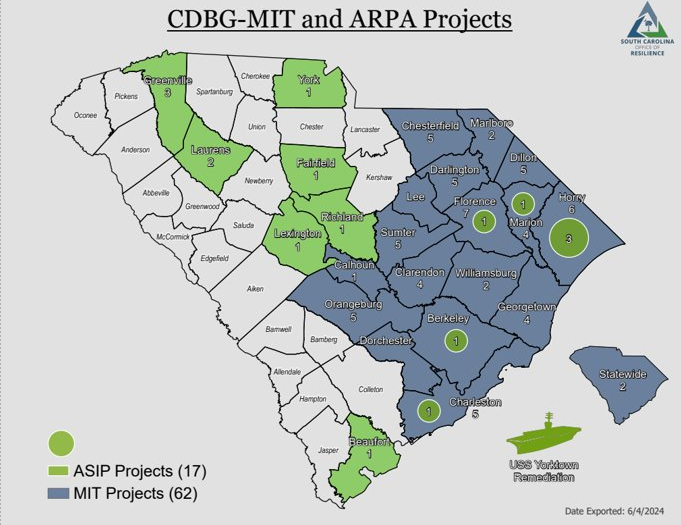 CDBG-MIT and ARPA Projects
SOUTH CAROLINA
OFFICE OF
RESILIENCE
Oconee
Pickens
Greenville
3
Spartanburg
Cherokee
York
1
Union
Chester
Lancaster
Chesterfield
5
Marlboro
2
Dillon
5
Anderson
Laurens
2
Newberry
Fairfield
1
Kershaw
Darlington
5
Lee
Florence
7
1
1
Marion
4
Horry
6
3
Abbeville
Greenwood
McCormick
Saluda
Edgefield
Lexington
1
Richland
1
Sumter
5
Calhoun
1
Clarendon
4
Williamsburg
2
Georgetown
4
Aiken
Orangeburg
5
Berkeley
1
Dorchester
Bamwell
Bamberg
Allendale
Hampton
Colleton
Charleston
5
1
Statewide
2
Jasper
Beaufort
1
USS Yorktown
Remediation
ASIP Projects (17)
MIT Projects (62)
Date Exported: 6/4/2024